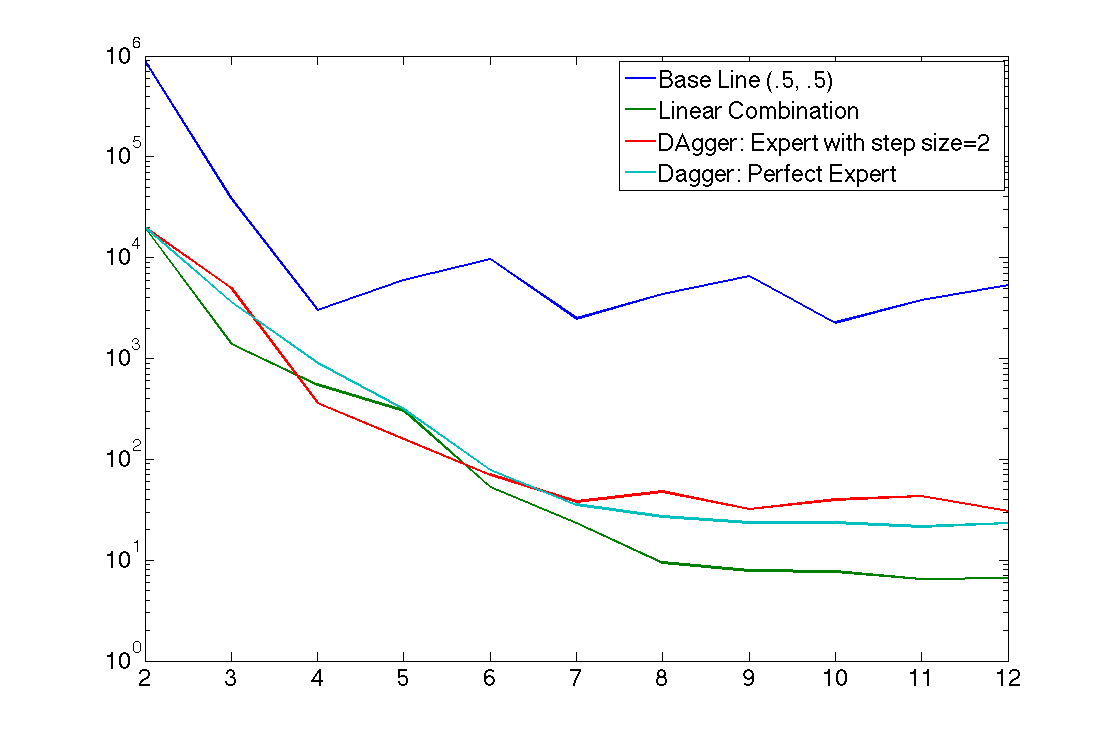 10^6
10^5
10^4
10^3
10^2
10^1
10^0
2 3 4 5 6 7 8 9 10 11 12
Base Line (.5, .5)
Linear Combination
DAgger: Expert with step size=2
Dagger: Perfect Expert